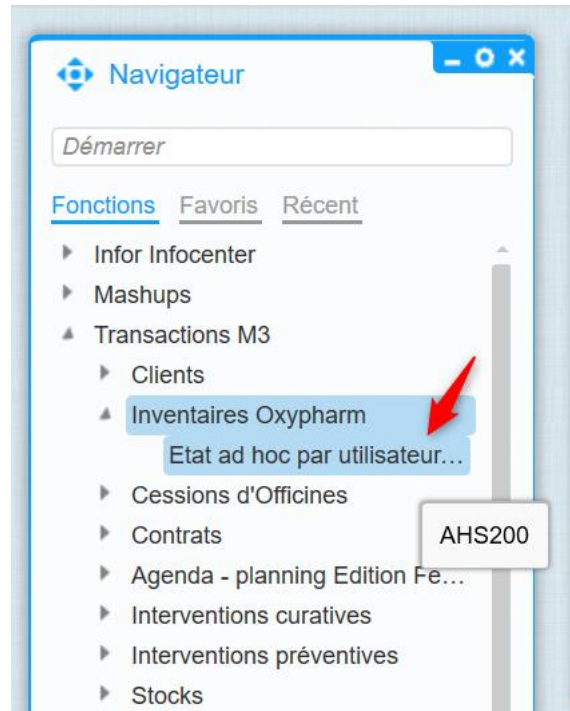 Navigateur
Démarrer
Fonctions Favoris Récent
Infor Infocenter
Mashups
Transactions M3
Clients
Inventaires Oxypharm
Etat ad hoc par utilisateur...
Cessions d'Officines
Contrats
AHS200
Agenda - planning Edition Fe...
Interventions curatives
Interventions préventives
Stocks